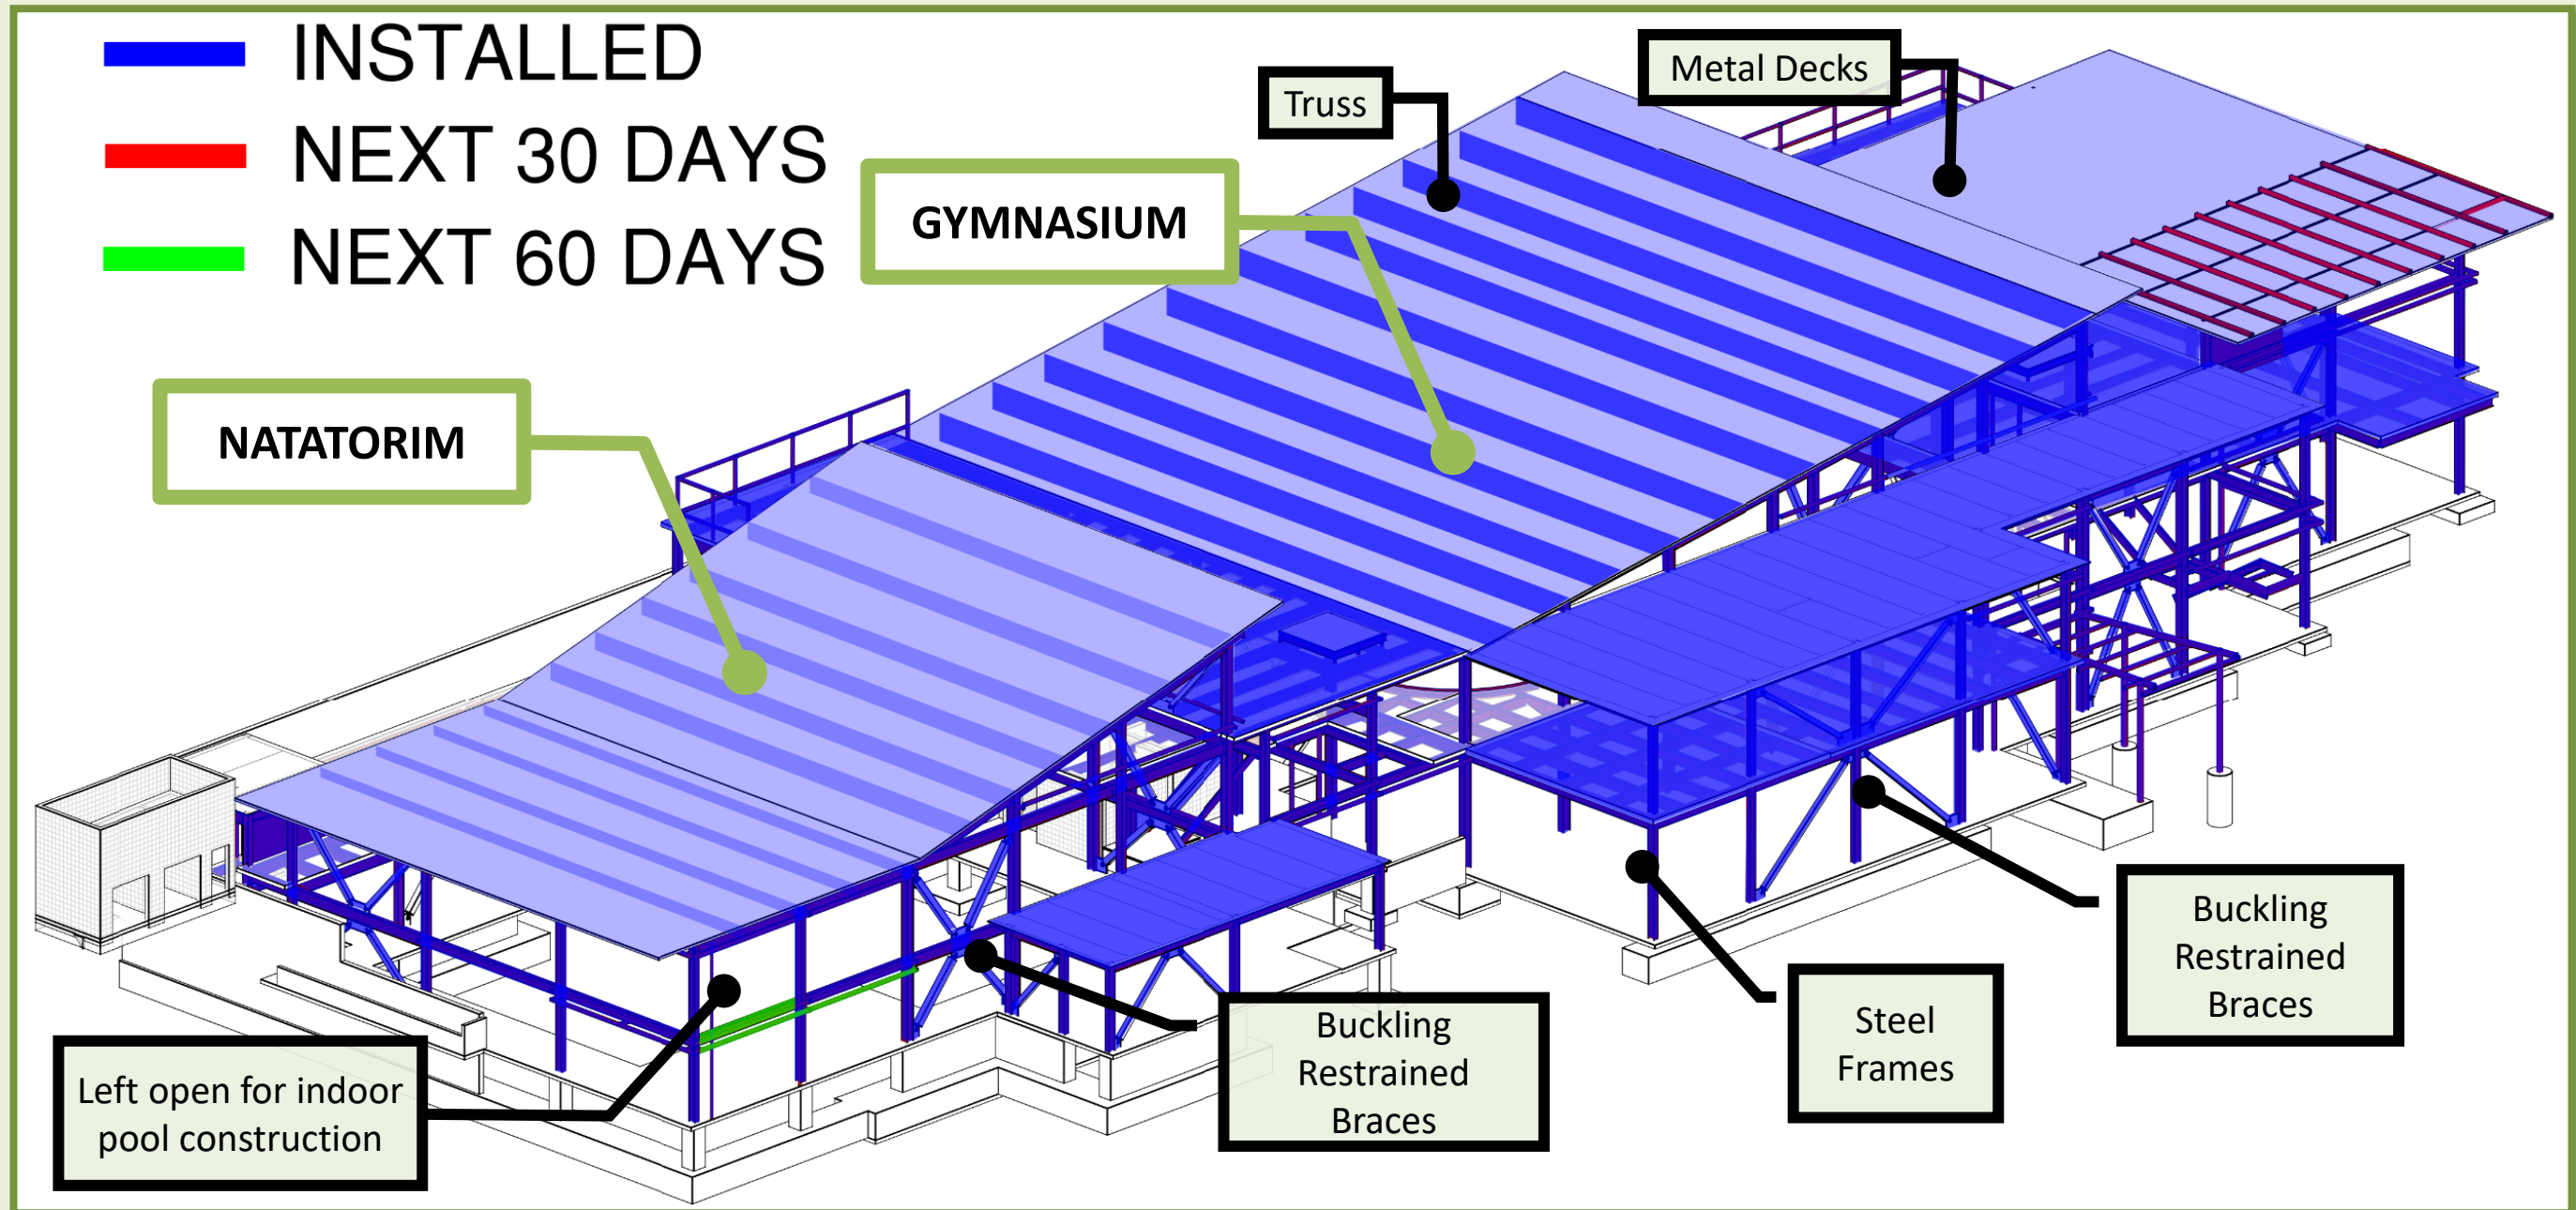 INSTALLED
NEXT 30 DAYS
NEXT 60 DAYS
Truss
Metal Decks
GYMNASIUM
NATATORIM
Left open for indoor
pool construction
Buckling
Restrained
Braces
Steel
Frames
Buckling
Restrained
Braces